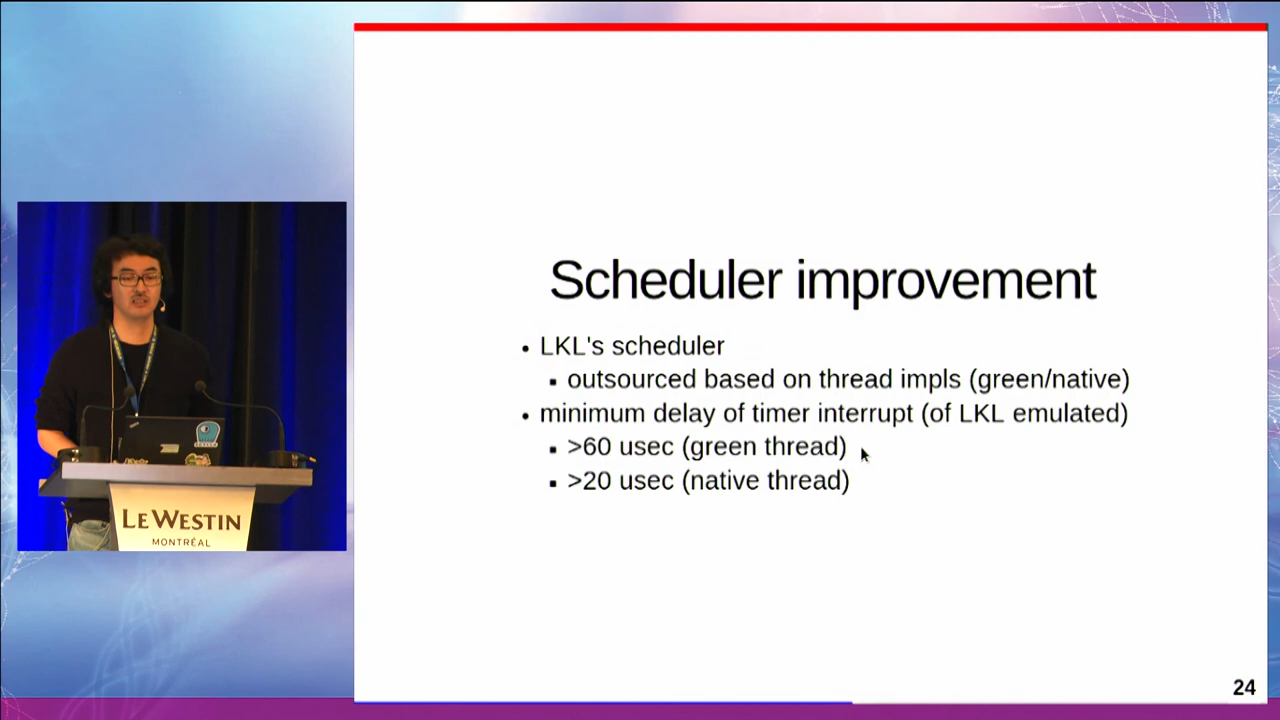 Scheduler improvement
• LKL's scheduler
▪ outsourced based on thread impls (green/native)
• minimum delay of timer interrupt (of LKL emulated)
▪ >60 usec (green thread)
▪ >20 usec (native thread)
24
LE WESTIN
MONTRÉAL